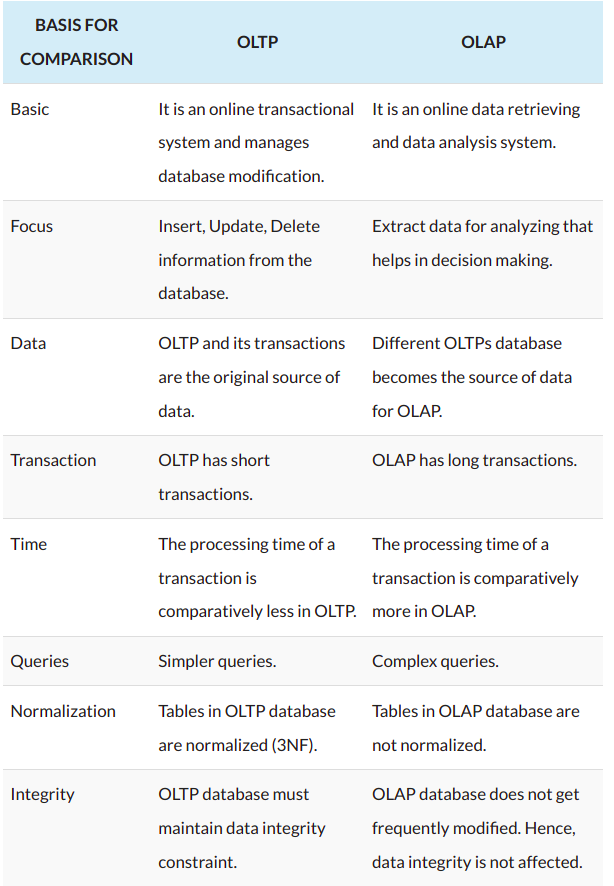 BASIS FOR COMPARISON OLTP OLAP
Basic It is an online transactional It is an online data retrieving
system and manages and data analysis system.
database modification.
Focus Insert, Update, Delete Extract data for analyzing that
information from the helps in decision making.
database.
Data OLTP and its transactions Different OLTPs database
are the original source of becomes the source of data
data. for OLAP.
Transaction OLTP has short OLAP has long transactions.
transactions.
Time The processing time of a The processing time of a
transaction is transaction is comparatively
comparatively less in OLTP. more in OLAP.
Queries Simpler queries. Complex queries.
Normalization Tables in OLTP database Tables in OLAP database are
are normalized (3NF). not normalized.
Integrity OLTP database must OLAP database does not get
maintain data integrity frequently modified. Hence,
constraint. data integrity is not affected.